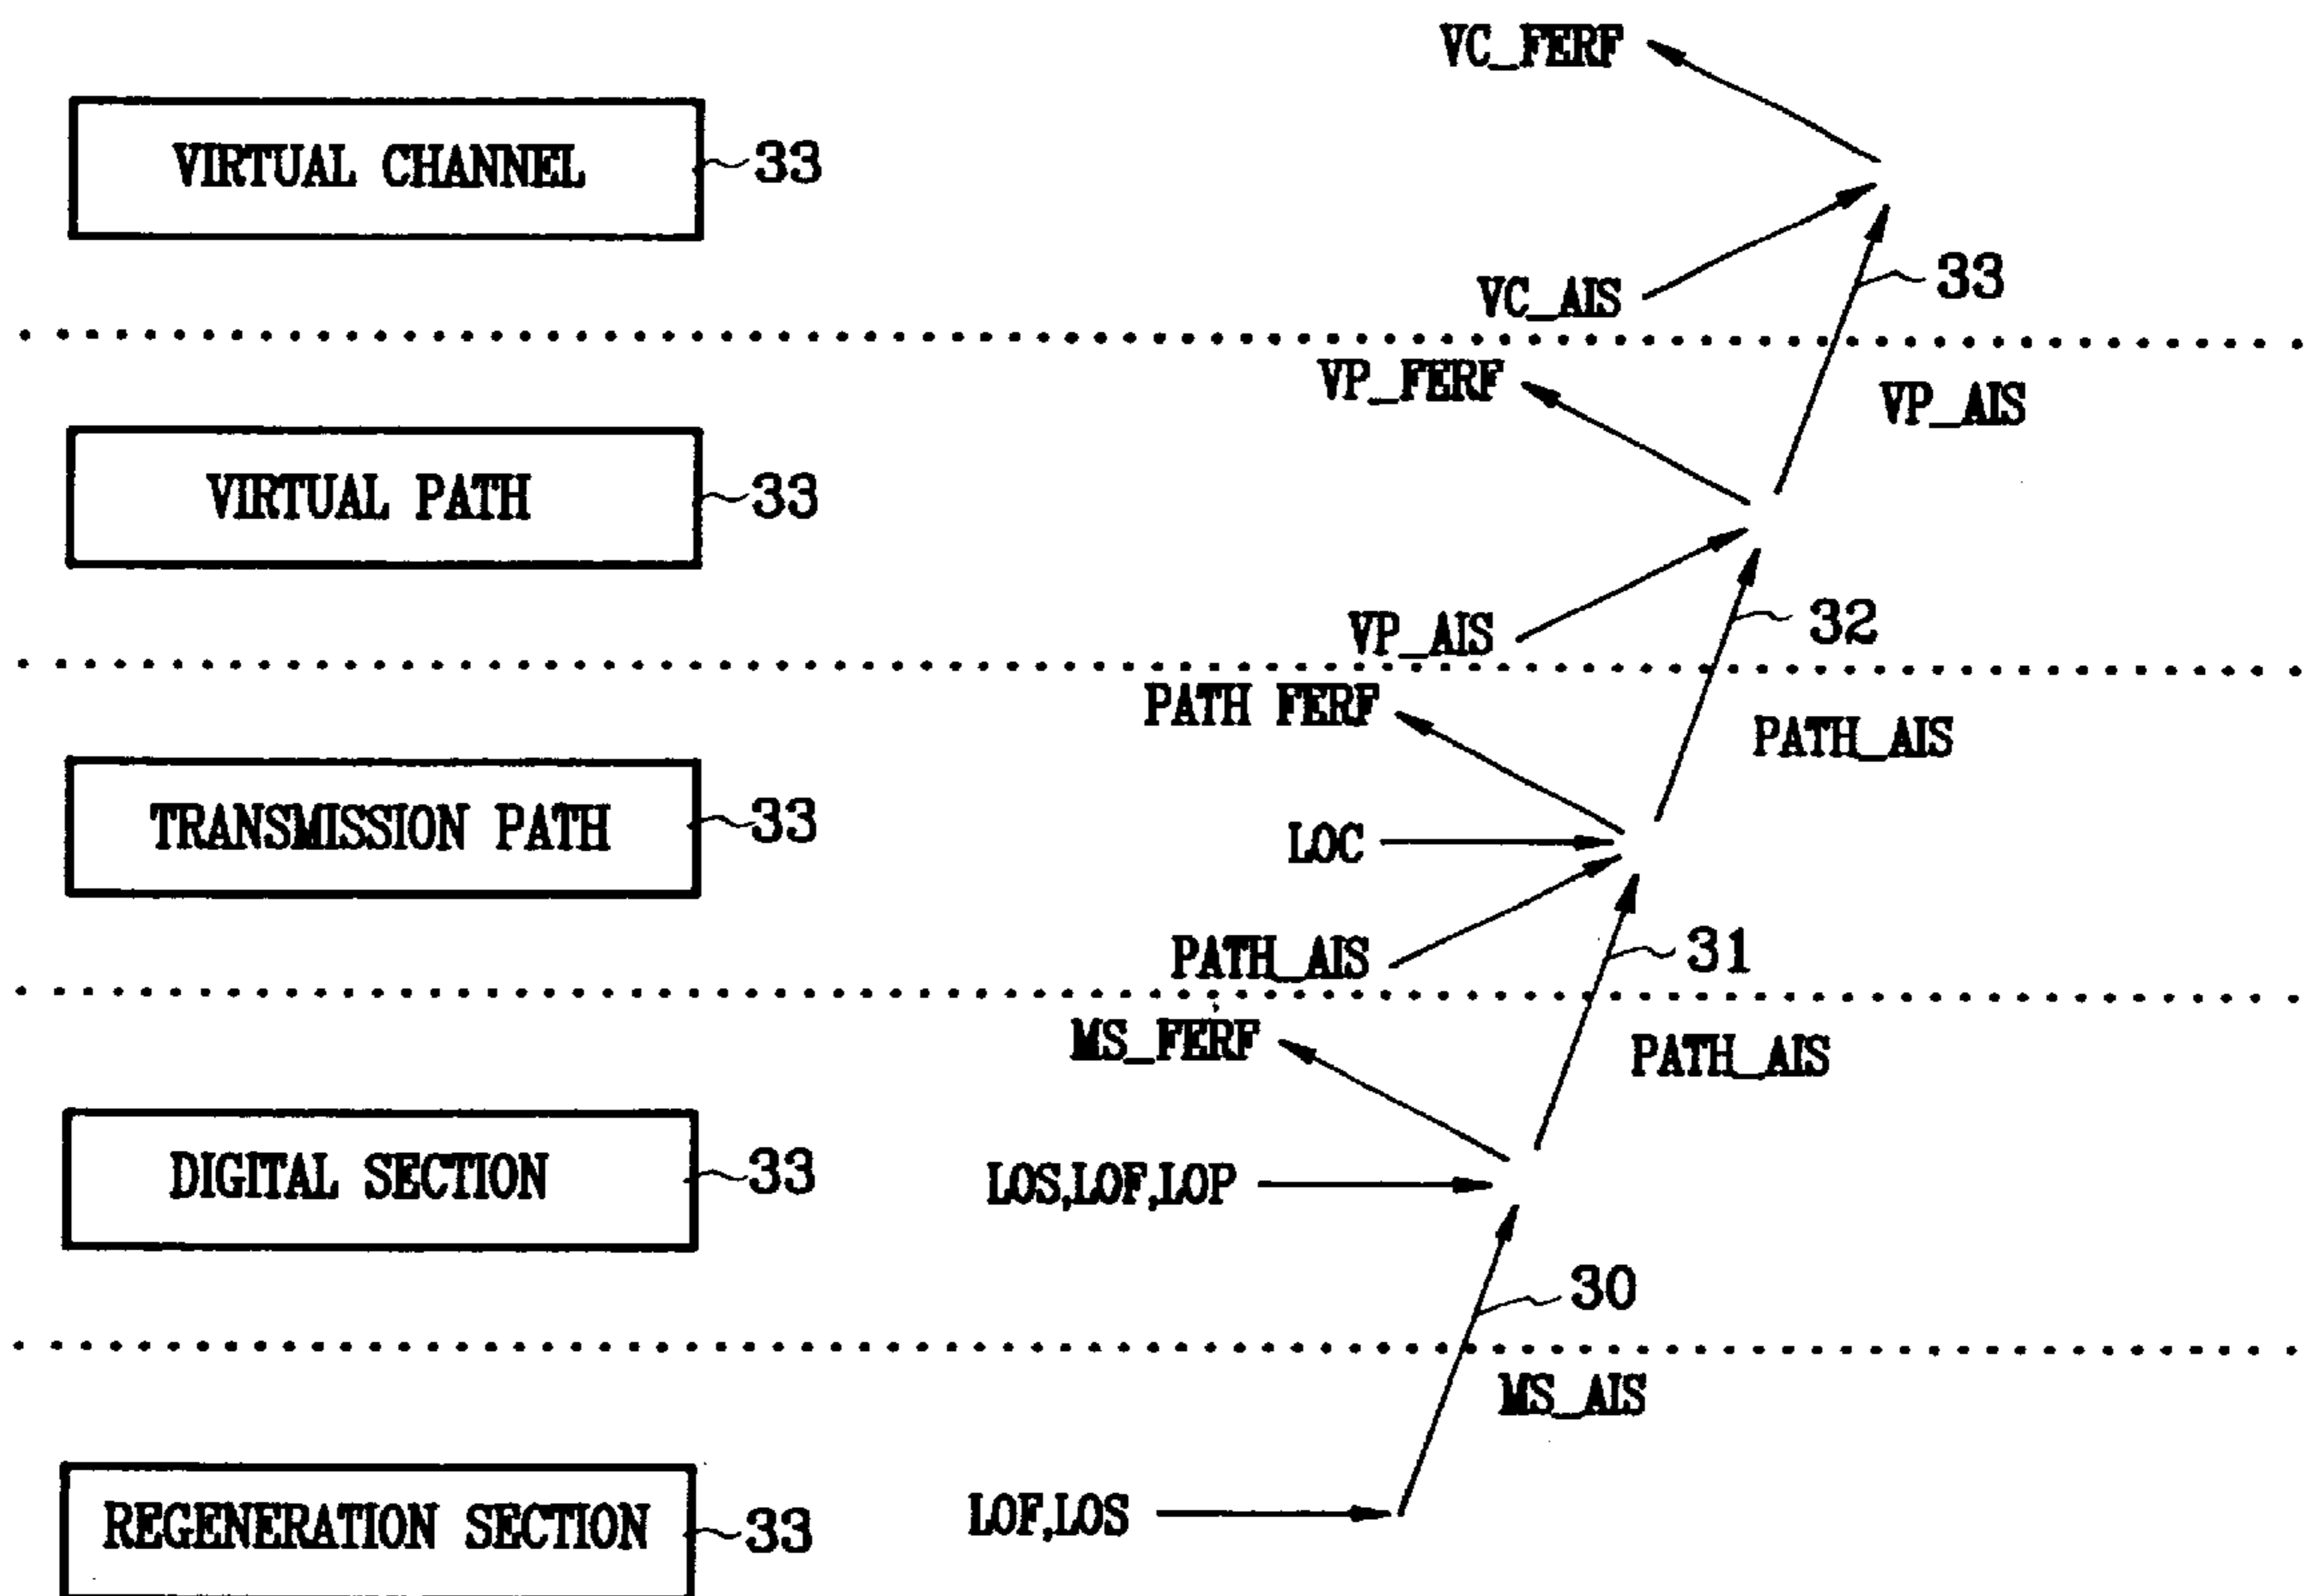 VC_FERF
VIRTUAL CHANNEL
33
33
VC_AIS
VP_FERF
VP_AIS
VIRTUAL PATH
33
32
VP_AIS
PATH FERF
PATH_AIS
TRANSMISSION PATH
33
LOC
31
PATH_AIS
MS_FERF
PATH_AIS
DIGITAL SECTION
33
LOS,LOF,LOP
30
MS_AIS
REGENERATION SECTION
33
LOF,LOS